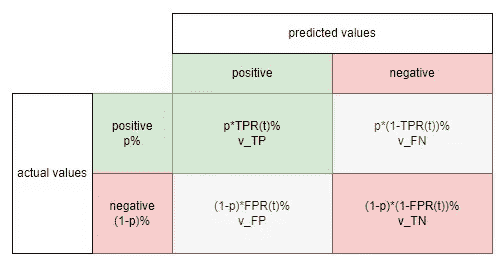 predicted values
positive
negative
actual values
positive
p%
p*TPR(t)%
v_TP
p*(1-TPR(t))%
v_FN
negative
(1-p)%
(1-p)*FPR(t)%
v_FP
(1-p)*(1-FPR(t))%
v_TN